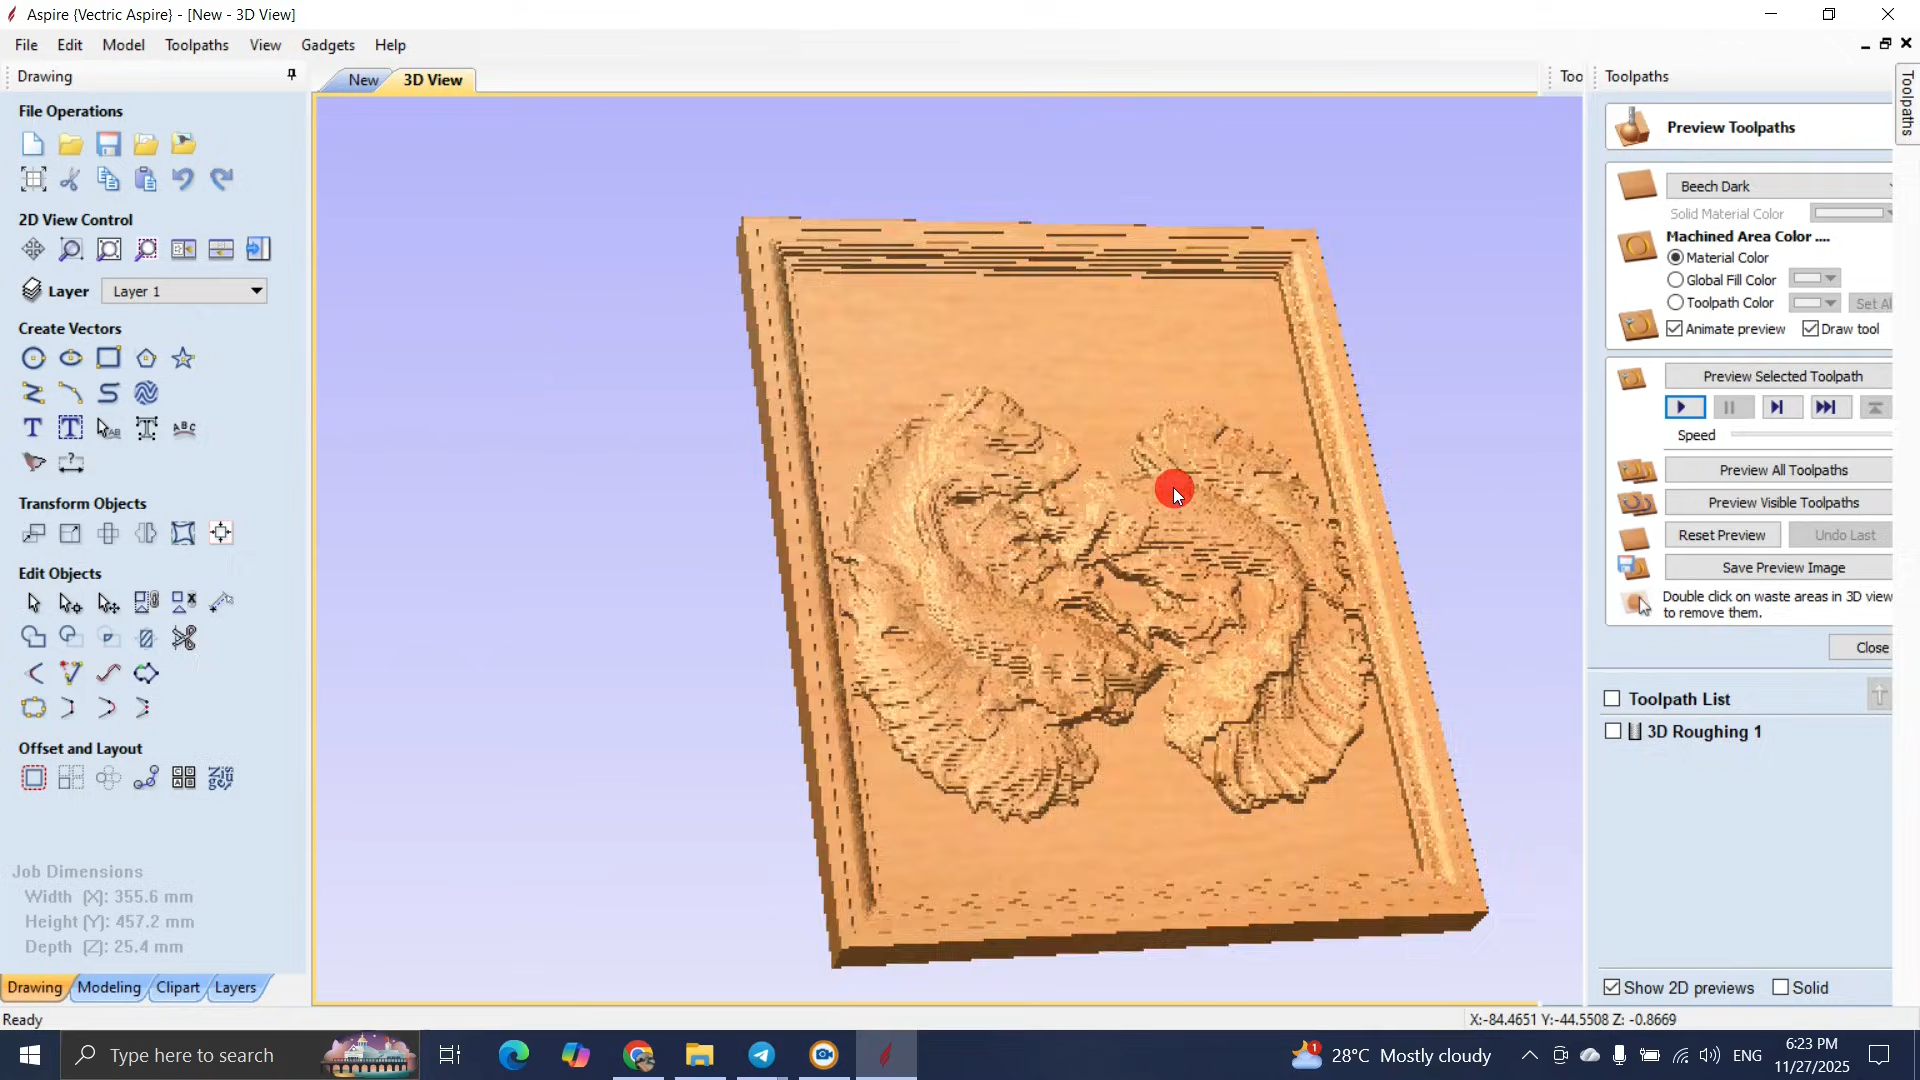 Aspire {Vectric Aspire} - [New - 3D View]
File Edit Model Toolpaths View Gadgets Help
Drawing
File Operations
2D View Control
Layer Layer 1
Create Vectors
Transform Objects
Edit Objects
Offset and Layout
Job Dimensions
Width (X): 355.6 mm
Height (Y): 457.2 mm
Depth (Z): 25.4 mm
Drawing Modeling Clipart Layers
Ready
New 3D View
Too
Toolpaths
Toolpaths
Preview Toolpaths
Beech Dark
Solid Material Color
Machined Area Color ....
Material Color
Global Fill Color
Toolpath Color Set Al
Animate preview Draw tool
Preview Selected Toolpath
Speed
Preview All Toolpaths
Preview Visible Toolpaths
Reset Preview Undo Last
Save Preview Image
Double click on waste areas in 3D view
to remove them.
Close
Toolpath List
3D Roughing 1
Show 2D previews Solid
X:-84.4651 Y:-44.5508 Z: -0.8669
Type here to search
1
28°C Mostly cloudy
ENG
6:23 PM
11/27/2025